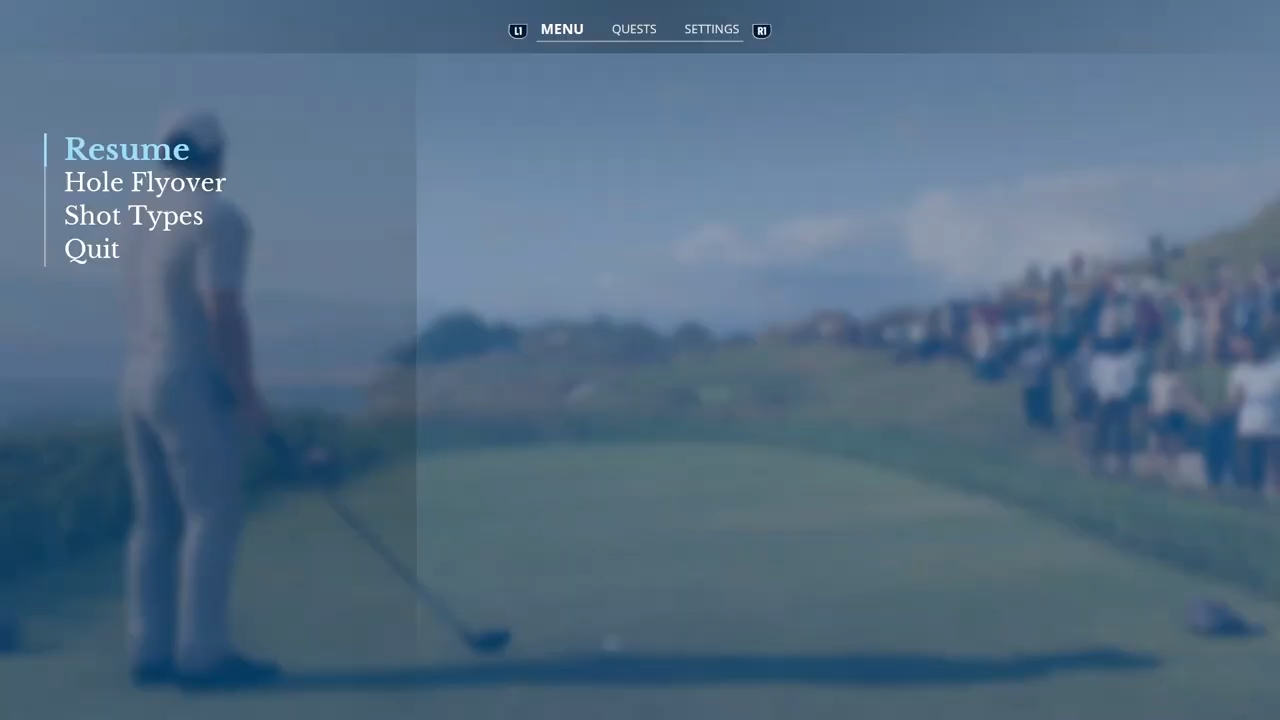 L1 MENU QUESTS SETTINGS R1
Resume
Hole Flyover
Shot Types
Quit